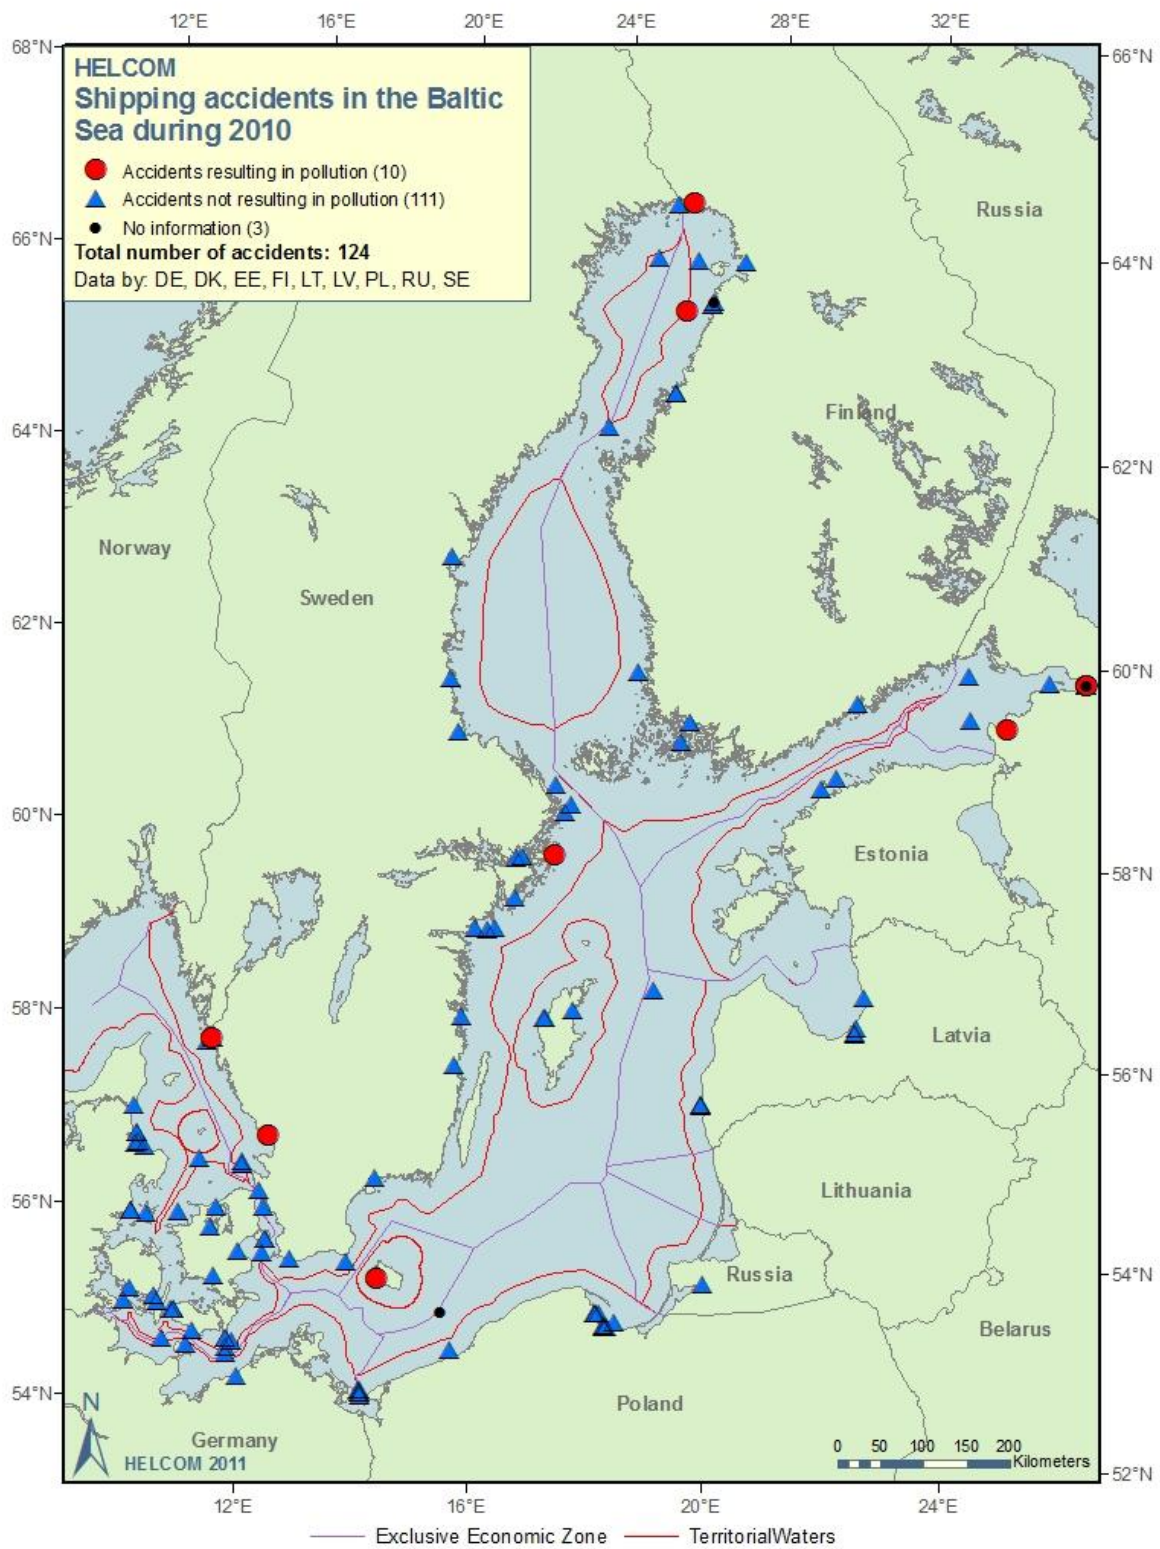 12°E 16°E 20°E 24°E 28°E 32°E
68°N
66°N
HELCOM
Shipping accidents in the Baltic
Sea during 2010
Accidents resulting in pollution (10)
Accidents not resulting in pollution (111)
No information (3)
Total number of accidents: 124
Data by: DE, DK, EE, FI, LT, LV, PL, RU, SE
Russia
66°N
64°N
Finland
64°N
62°N
Norway
Sweden
62°N
60°N
60°N
Estonia
58°N
58°N
Latvia
56°N
Lithuania
56°N
Russia
54°N
Belarus
54°N
Poland
N
Germany
HELCOM 2011
0 50 100 150 200
Kilometers
52°N
12°E 16°E 20°E 24°E
Exclusive Economic Zone TerritorialWaters